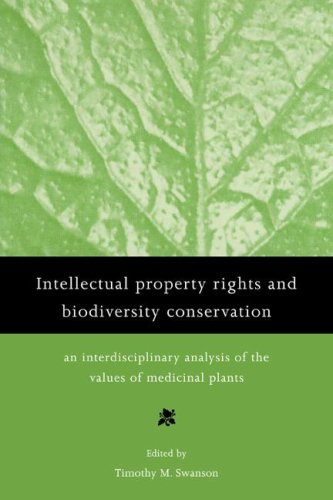 Intellectual property rights and
biodiversity conservation
an interdisciplinary analysis of the
values of medicinal plants
Edited by
Timothy M. Swanson